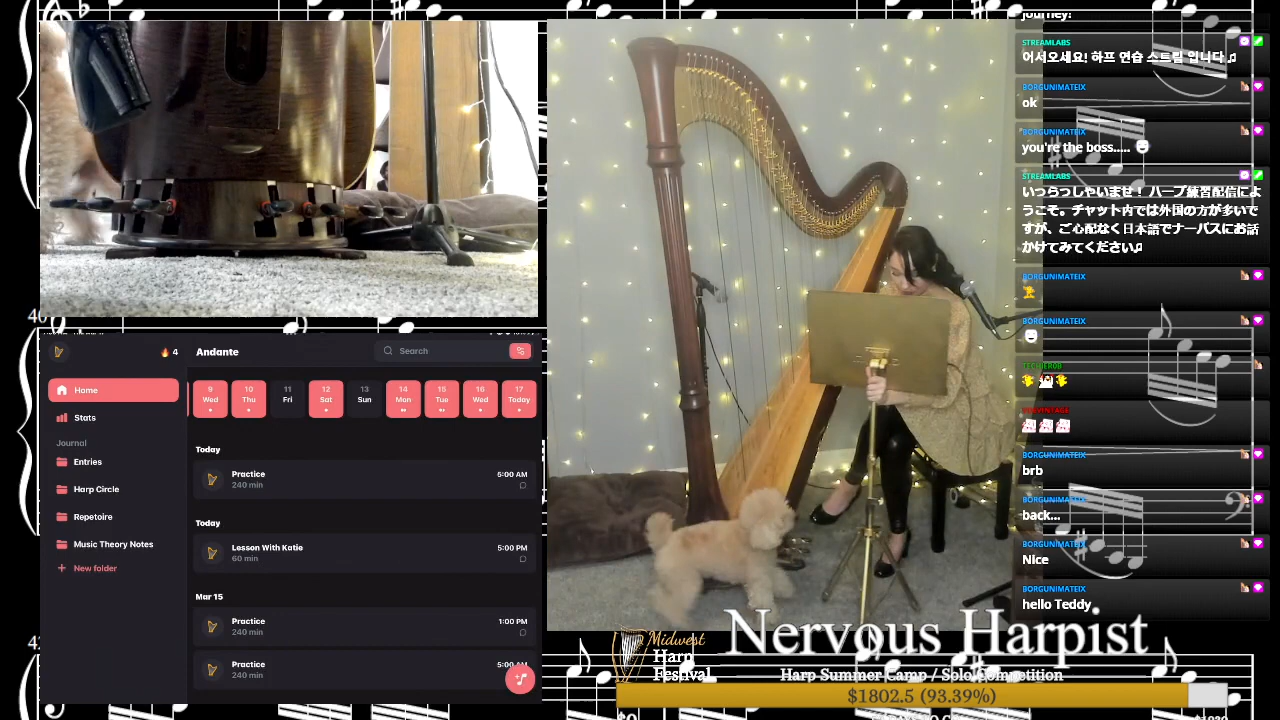 4
Andante
Search
Home
Stats
Journal
Entries
Harp Circle
Repetoire
Music Theory Notes
New folder
9 10 11 12 13 14 15 16 17
Wed Thu Fri Sat Sun Mon Tue Wed Today
Today
Practice 5:00 AM
240 min
Today
Lesson With Katie 5:00 PM
60 min
Mar 15
Practice 1:00 PM
240 min
Practice 5:00 AM
240 min
journey!
STREAMLABS
어서오세요! 하프 연습 스트림 입니다 ♫
BORGUNIMATEIX
ok
BORGUNIMATEIX
you're the boss.....
STREAMLABS
いつらっしゃいませ！ハープ練習配信によ
うこそ。チャット内では外国の方が多いで
すが、ご心配なく日本語でナーバスにお話
かけてみてください♫
BORGUNIMATEIX
BORGUNIMATEIX
BORGUNIMATEIX
brb
BORGUNIMATEIX
back...
BORGUNIMATEIX
Nice
BORGUNIMATEIX
hello Teddy
Nervous Harpist
Midwest
Harp
Festival
Harp Summer Camp / Solo Competition
$1802.5 (93.39%)
$0